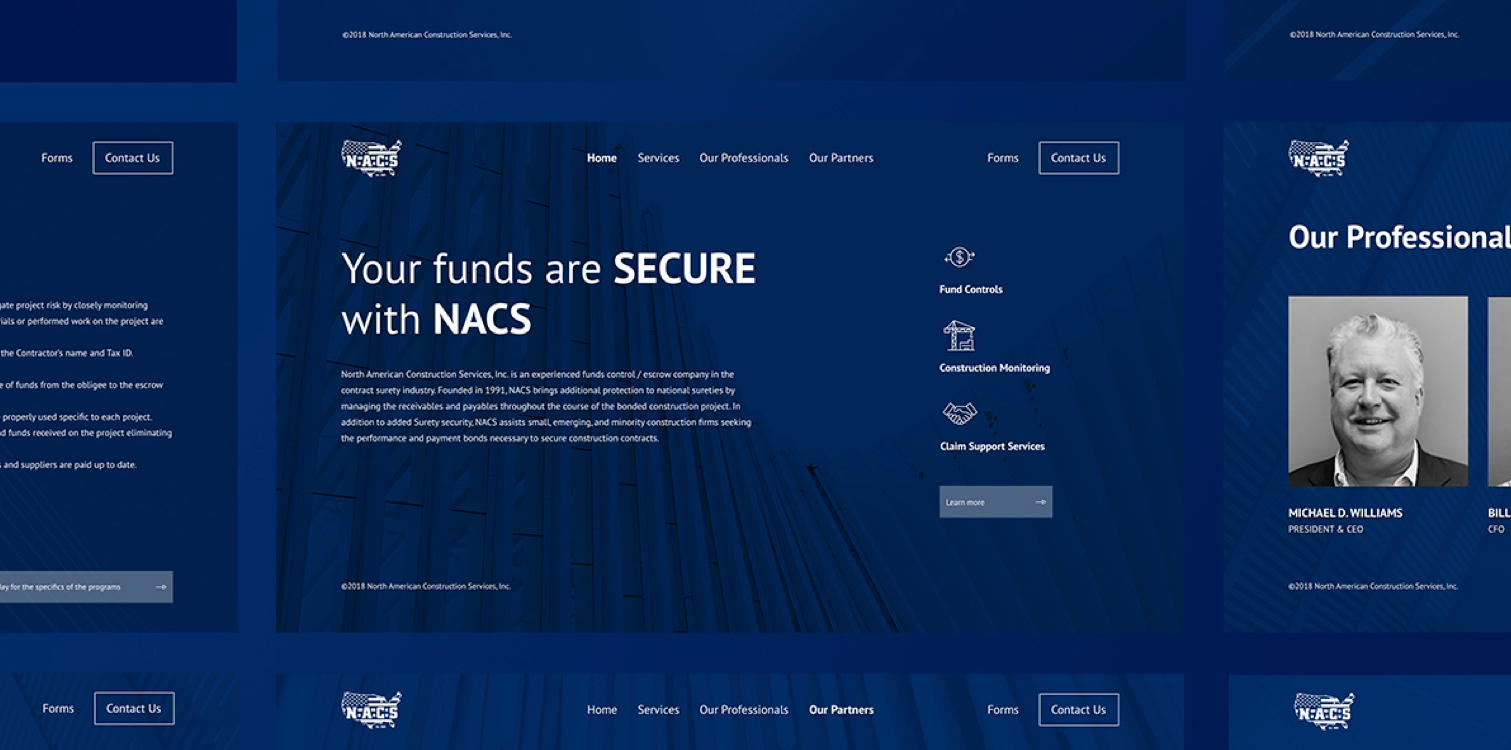 ©2018 North American Construction Services, Inc.
©2018 North American Construction Services, Inc.
Forms
Contact Us
project risk by closely monitoring
or performed work on the project are
the Contractor's name and Tax ID.
of funds from the obligee to the escrow
properly used specific to each project.
funds received on the project eliminating
and suppliers are paid up to date.
for the specifics of the programs
N·A·C·S
Home
Services
Our Professionals
Our Partners
Forms
Contact Us
Your funds are SECURE
with NACS
North American Construction Services, Inc. is an experienced funds control / escrow company in the
contract surety industry. Founded in 1991, NACS brings additional protection to national sureties by
managing the receivables and payables throughout the course of the bonded construction project. In
addition to added Surety security, NACS assists small, emerging, and minority construction firms seeking
the performance and payment bonds necessary to secure construction contracts.
Fund Controls
Construction Monitoring
Claim Support Services
Learn more
©2018 North American Construction Services, Inc.
N·A·C·S
Our Professional
MICHAEL D. WILLIAMS
PRESIDENT & CEO
BILL
CFO
©2018 North American Construction Services, Inc.
Forms
Contact Us
N·A·C·S
Home
Services
Our Professionals
Our Partners
Forms
Contact Us
N·A·C·S